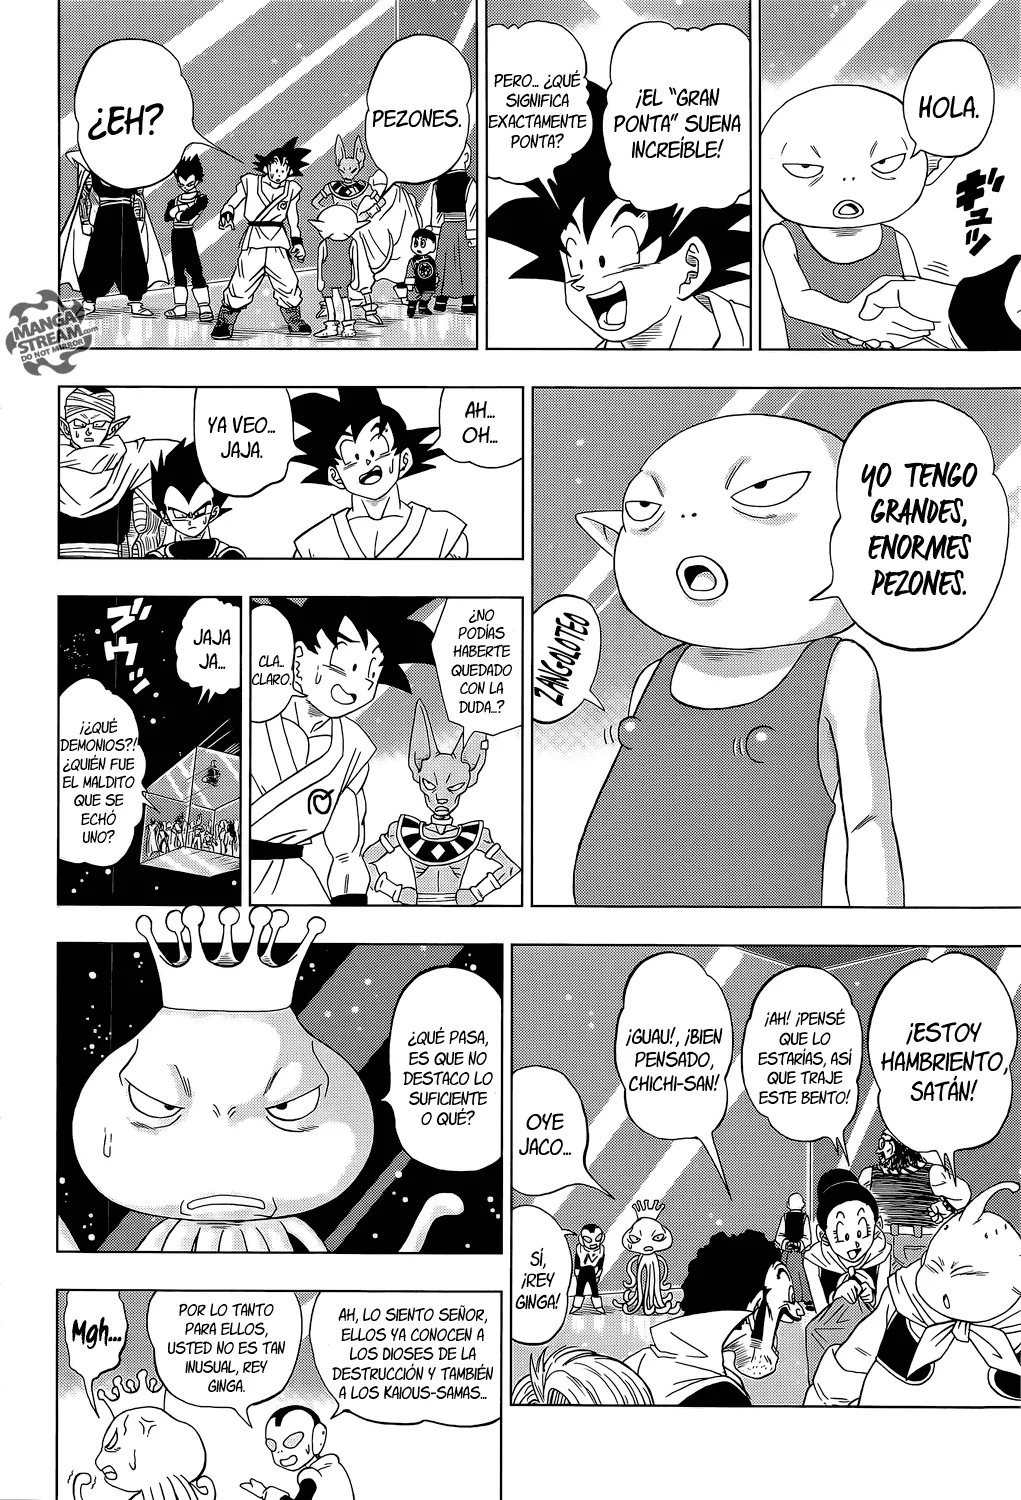 HOLA.
ギュッ
¡EL “GRAN
PONTA” SUENA
INCREÍBLE!
PERO... ¿QUÉ
SIGNIFICA
EXACTAMENTE
PONTA?
PEZONES.
¿EH?
MANGA
STREAM.com
DO NOT MIRROR
YO TENGO
GRANDES,
ENORMES
PEZONES.
ZANGOLOTEO
AH...
OH...
YA VEO...
JAJA.
¿NO
PODÍAS
HABERTE
QUEDADO
CON LA
DUDA..?
CLA..
CLARO.
JAJA
JA...
¡¿QUÉ
DEMONIOS?!
¿QUIÉN FUE
EL MALDITO
QUE SE
ECHÓ
UNO?
¡ESTOY
HAMBRIENTO,
SATÁN!
¡AH! ¡PENSÉ
QUE LO
ESTARÍAS, ASÍ
QUE TRAJE
ESTE BENTO!
¡GUAU!, ¡BIEN
PENSADO,
CHICHI-SAN!
OYE
JACO...
SÍ,
¡REY
GINGA!
¿QUÉ PASA,
ES QUE NO
DESTACO LO
SUFICIENTE
O QUÉ?
AH, LO SIENTO SEÑOR,
ELLOS YA CONOCEN A
LOS DIOSES DE LA
DESTRUCCIÓN Y TAMBIÉN
A LOS KAIOUS-SAMAS...
POR LO TANTO
PARA ELLOS,
USTED NO ES TAN
INUSUAL, REY
GINGA.
Mgh...